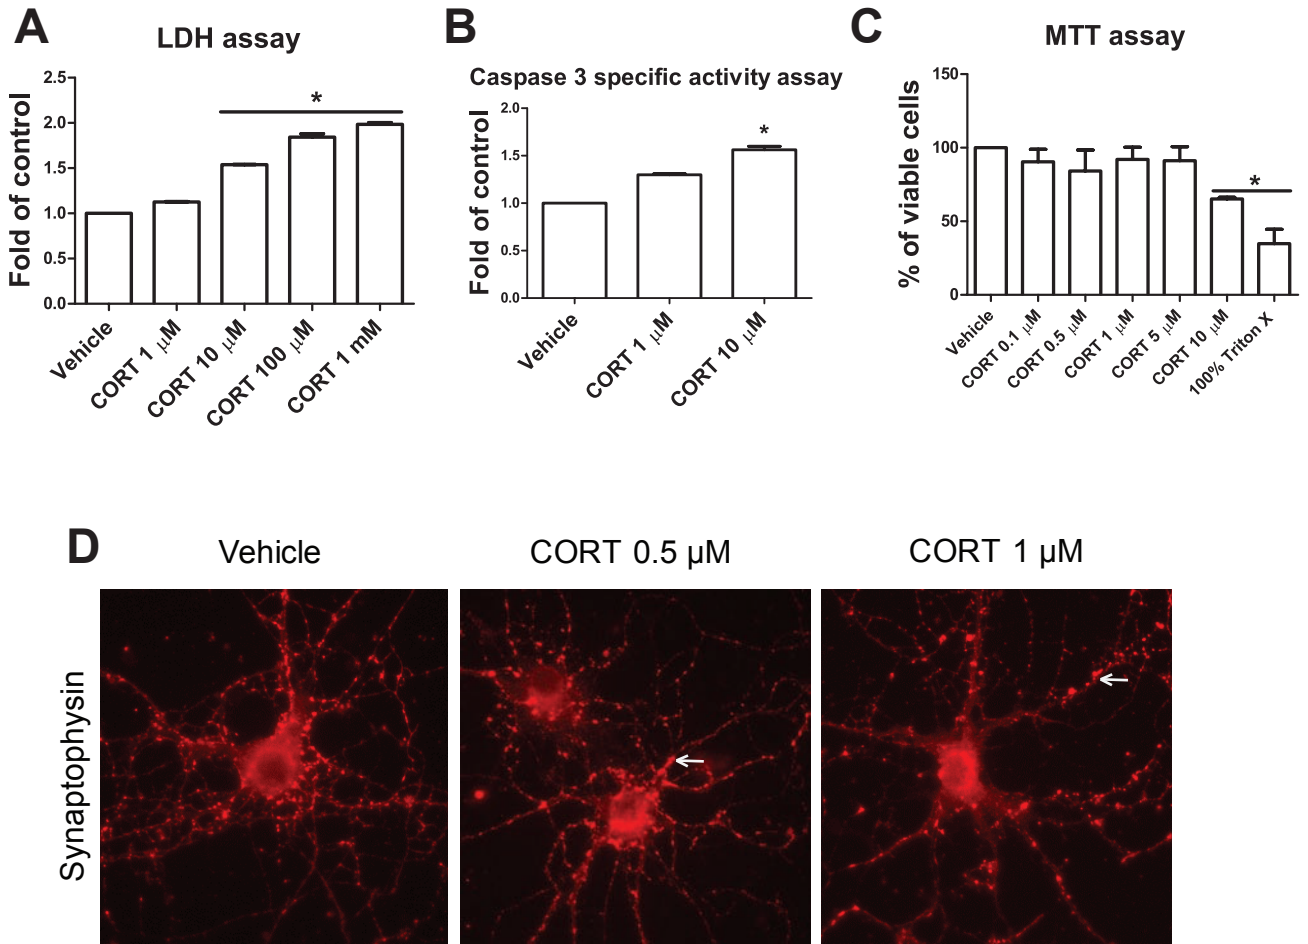 A
LDH assay
Fold of control
2.5
2.0
1.5
1.0
0.5
0.0
*
Vehicle
CORT 1 μM
CORT 10 μM
CORT 100 μM
CORT 1 mM
B
Caspase 3 specific activity assay
Fold of control
2.0
1.5
1.0
0.5
0.0
*
Vehicle
CORT 1 μM
CORT 10 μM
C
MTT assay
% of viable cells
150
100
50
0
*
Vehicle
CORT 0.1 μM
CORT 0.5 μM
CORT 1 μM
CORT 5 μM
CORT 10 μM
100% Triton X
D
Vehicle
CORT 0.5 μM
CORT 1 μM
Synaptophysin